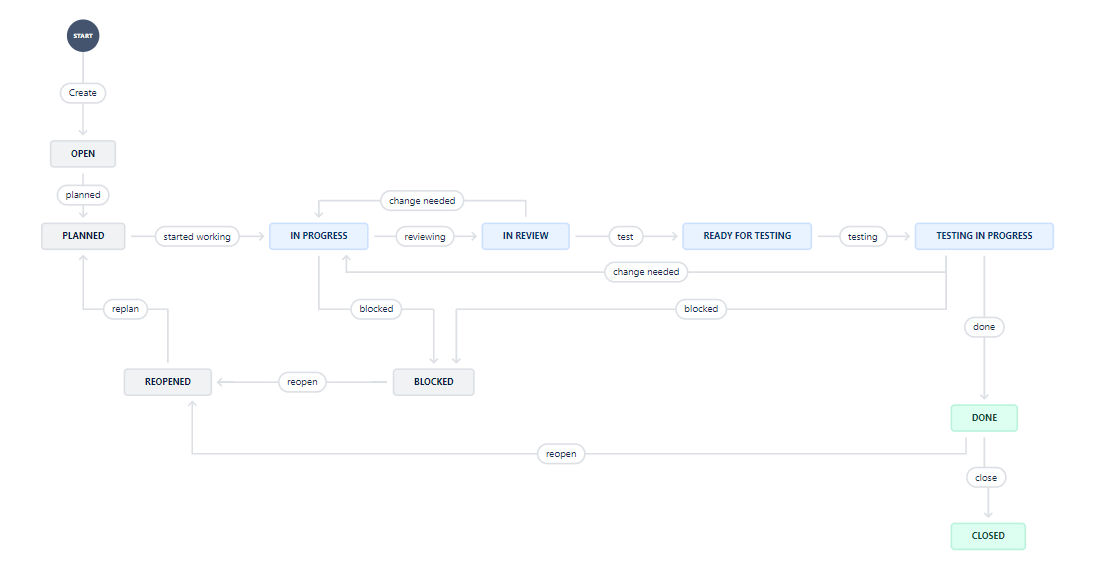 START
Create
OPEN
planned
change needed
PLANNED
started working
IN PROGRESS
reviewing
IN REVIEW
test
READY FOR TESTING
testing
TESTING IN PROGRESS
change needed
replan
blocked
blocked
done
REOPENED
reopen
BLOCKED
DONE
reopen
close
CLOSED